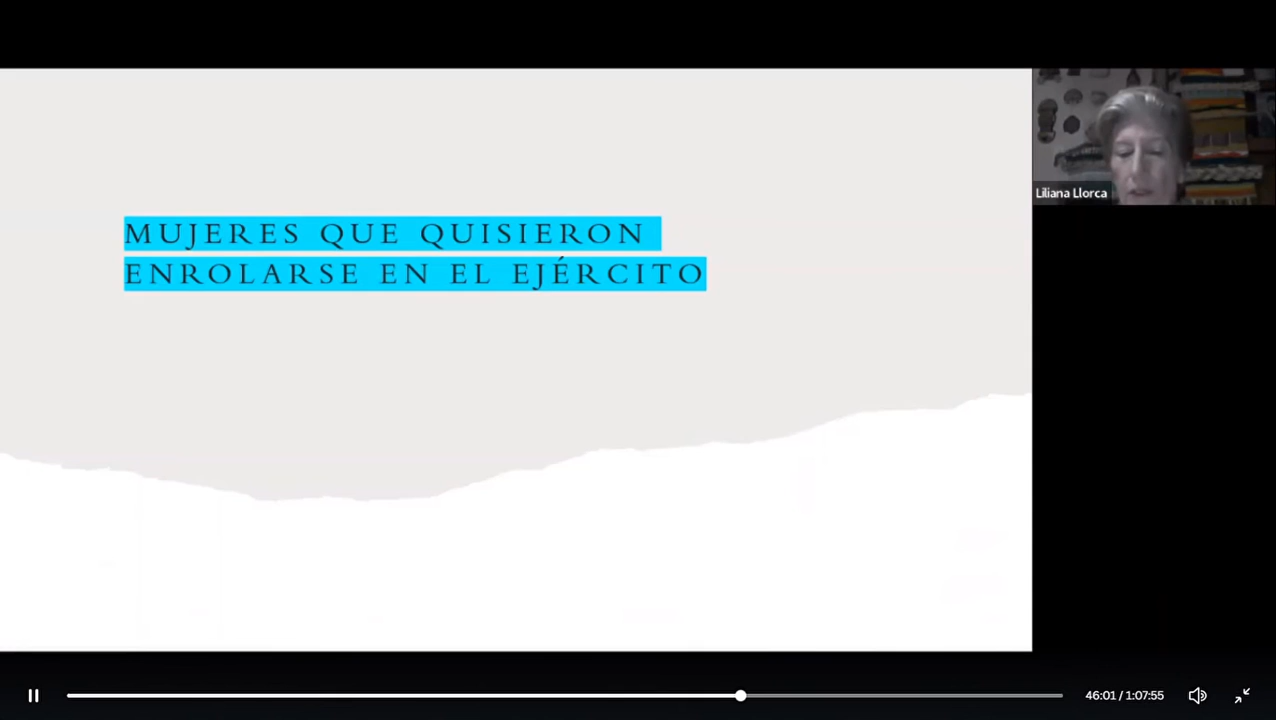 MUJERES QUE QUISIERON
ENROLARSE EN EL EJÉRCITO
Liliana Llorca
46:01 / 1:07:55